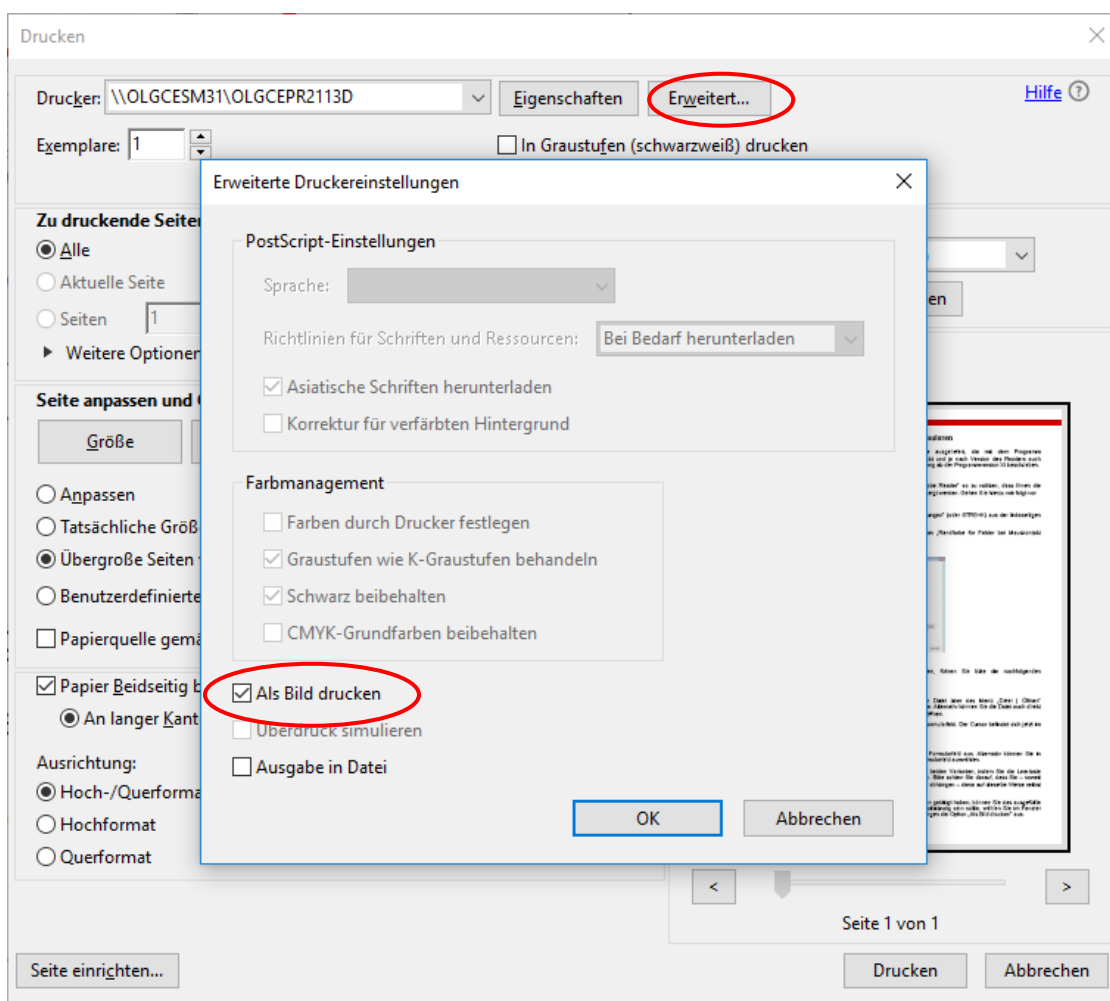 Drucken
Drucker: \\OLGCESM31\OLGCEPR2113D Eigenschaften Erweitert... Hilfe ?
Exemplare: 1 In Graustufen (schwarzweiß) drucken
Erweiterte Druckereinstellungen
Zu druckende Seite
Alle
Aktuelle Seite
Seiten 1
Weitere Optionen
Seite anpassen und
Größe
Anpassen
Tatsächliche Größ
Übergroße Seiten
Benutzerdefinierte
Papierquelle gemä
Papier Beidseitig b
An langer Kant
Ausrichtung:
Hoch-/Querforma
Hochformat
Querformat
PostScript-Einstellungen
Sprache:
Richtlinien für Schriften und Ressourcen: Bei Bedarf herunterladen
Asiatische Schriften herunterladen
Korrektur für verfärbten Hintergrund
Farbmanagement
Farben durch Drucker festlegen
Graustufen wie K-Graustufen behandeln
Schwarz beibehalten
CMYK-Grundfarben beibehalten
Als Bild drucken
Überdruck simulieren
Ausgabe in Datei
OK Abbrechen
en
< >
Seite 1 von 1
Seite einrichten... Drucken Abbrechen